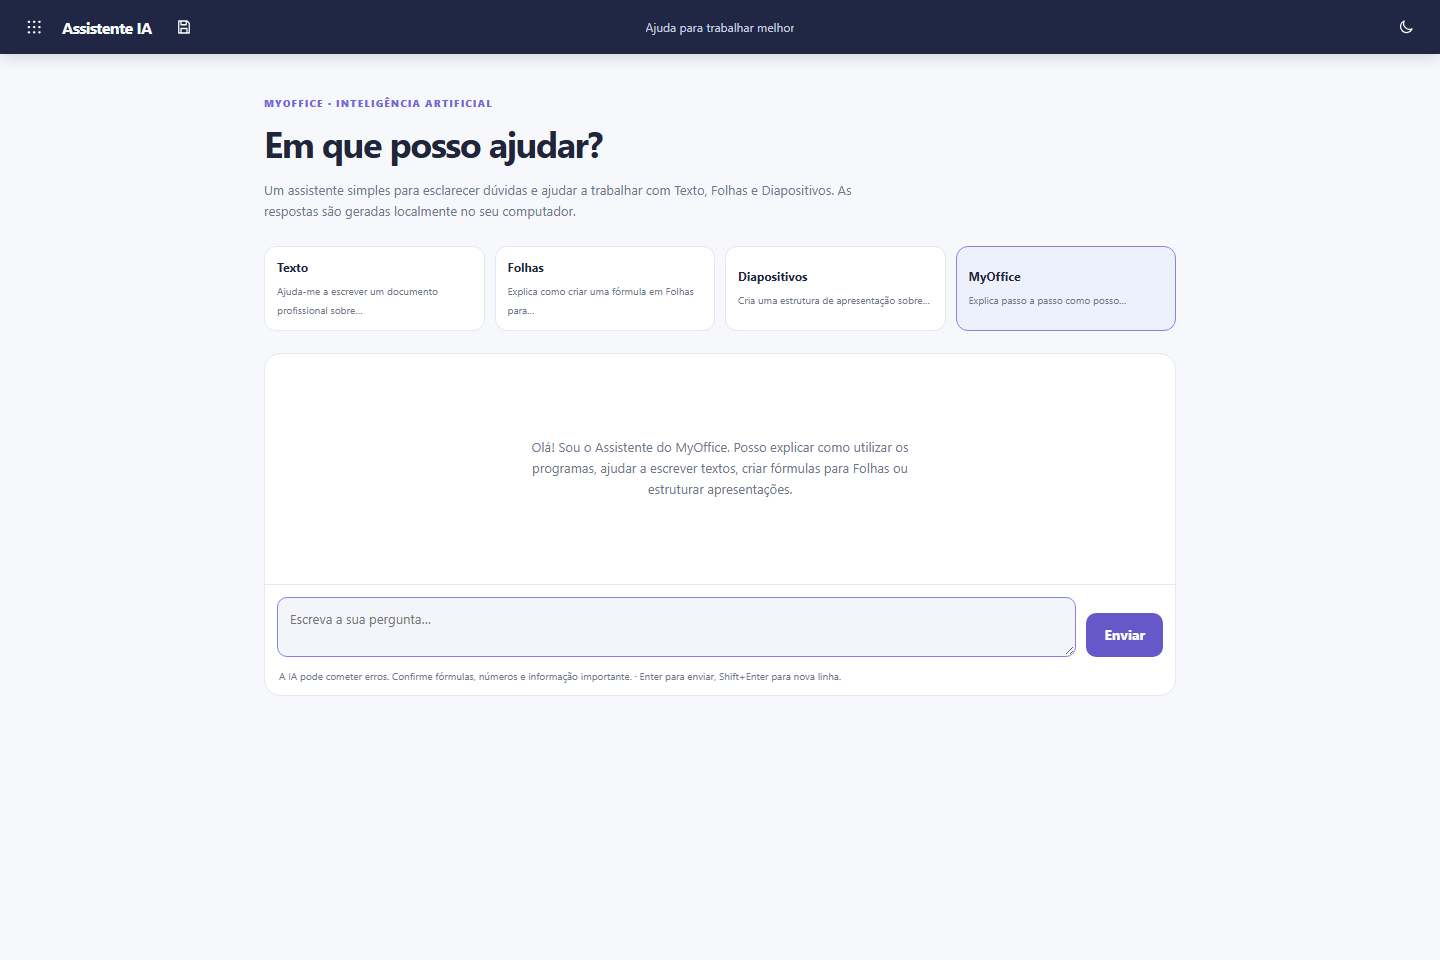 Assistente IA
Ajuda para trabalhar melhor
MYOFFICE · INTELIGÊNCIA ARTIFICIAL
Em que posso ajudar?
Um assistente simples para esclarecer dúvidas e ajudar a trabalhar com Texto, Folhas e Diapositivos. As
respostas são geradas localmente no seu computador.
Texto
Ajuda-me a escrever um documento
profissional sobre...
Folhas
Explica como criar uma fórmula em Folhas
para...
Diapositivos
Cria uma estrutura de apresentação sobre...
MyOffice
Explica passo a passo como posso...
Olá! Sou o Assistente do MyOffice. Posso explicar como utilizar os
programas, ajudar a escrever textos, criar fórmulas para Folhas ou
estruturar apresentações.
Escreva a sua pergunta...
Enviar
A IA pode cometer erros. Confirme fórmulas, números e informação importante. · Enter para enviar, Shift+Enter para nova linha.